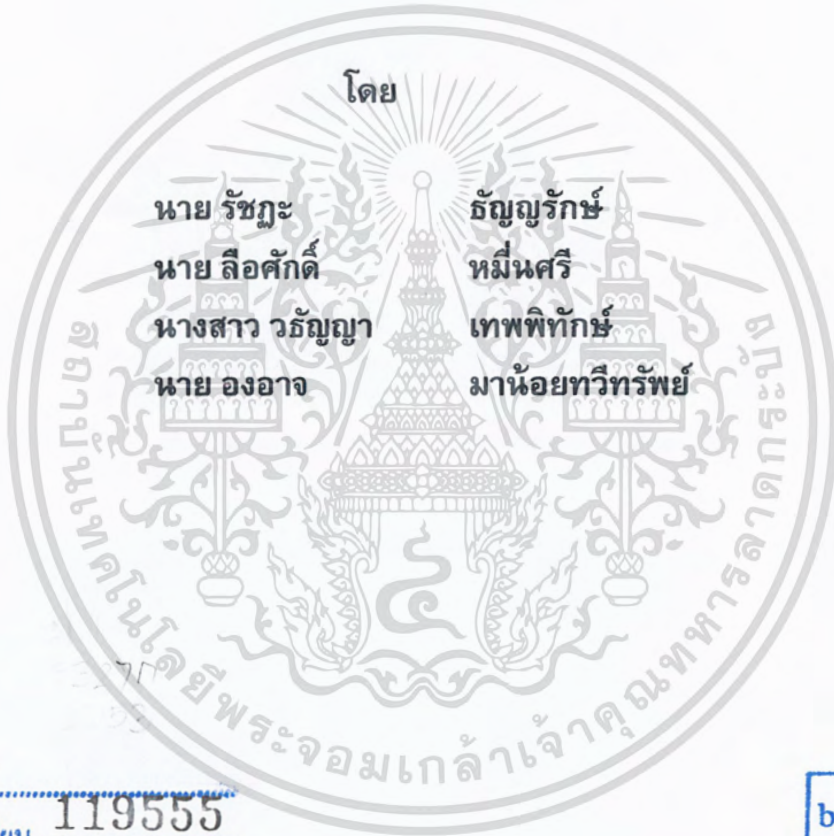 โดย
นาย รัชฎะ ธัญญรักษ์
นาย ลือศักดิ์ หมื่นศรี
นางสาว วธัญญา เทพพิทักษ์
นาย องอาจ มาน้อยทวีทรัพย์
สถาบันเทคโนโลยีพระจอมเกล้าเจ้าคุณทหารลาดกระบัง
119555
b